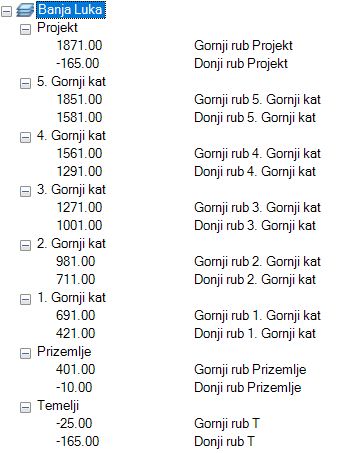 Banja Luka
Projekt
1871.00 Gornji rub Projekt
-165.00 Donji rub Projekt
5. Gornji kat
1851.00 Gornji rub 5. Gornji kat
1581.00 Donji rub 5. Gornji kat
4. Gornji kat
1561.00 Gornji rub 4. Gornji kat
1291.00 Donji rub 4. Gornji kat
3. Gornji kat
1271.00 Gornji rub 3. Gornji kat
1001.00 Donji rub 3. Gornji kat
2. Gornji kat
981.00 Gornji rub 2. Gornji kat
711.00 Donji rub 2. Gornji kat
1. Gornji kat
691.00 Gornji rub 1. Gornji kat
421.00 Donji rub 1. Gornji kat
Prizemlje
401.00 Gornji rub Prizemlje
-10.00 Donji rub Prizemlje
Temelji
-25.00 Gornji rub T
-165.00 Donji rub T